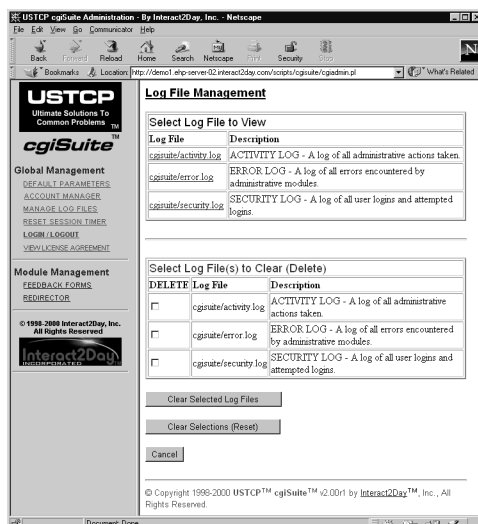 USTCP cgiSuite Administration - By Interact2Day, Inc. - Netscape
File Edit View Go Communicator Help
Back Forward Reload Home Search Netscape Print Security Stop
Bookmarks Location: http://demo1.ehp-server-02.interact2day.com/scripts/cgisuite/cgiadmin.pl What's Related
USTCP
Ultimate Solutions To
Common Problems TM
cgiSuite TM
Global Management
DEFAULT PARAMETERS
ACCOUNT MANAGER
MANAGE LOG FILES
RESET SESSION TIMER
LOGIN / LOGOUT
VIEW LICENSE AGREEMENT
Module Management
FEEDBACK FORMS
REDIRECTOR
© 1998-2000 Interact2Day, Inc.
All Rights Reserved
Interact2Day
INCORPORATED
Log File Management
Select Log File to View
Log File Description
cgisuite/activity.log ACTIVITY LOG - A log of all administrative actions taken.
cgisuite/error.log ERROR LOG - A log of all errors encountered by
administrative modules.
cgisuite/security.log SECURITY LOG - A log of all user logins and attempted
logins.
Select Log File(s) to Clear (Delete)
DELETE Log File Description
cgisuite/activity.log ACTIVITY LOG - A log of all administrative
actions taken.
cgisuite/error.log ERROR LOG - A log of all errors encountered
by administrative modules.
cgisuite/security.log SECURITY LOG - A log of all user logins and
attempted logins.
Clear Selected Log Files
Clear Selections (Reset)
Cancel
© Copyright 1998-2000 USTCP™ cgiSuite™ v2.00r1 by Interact2Day™, Inc., All
Rights Reserved.
Document: Done